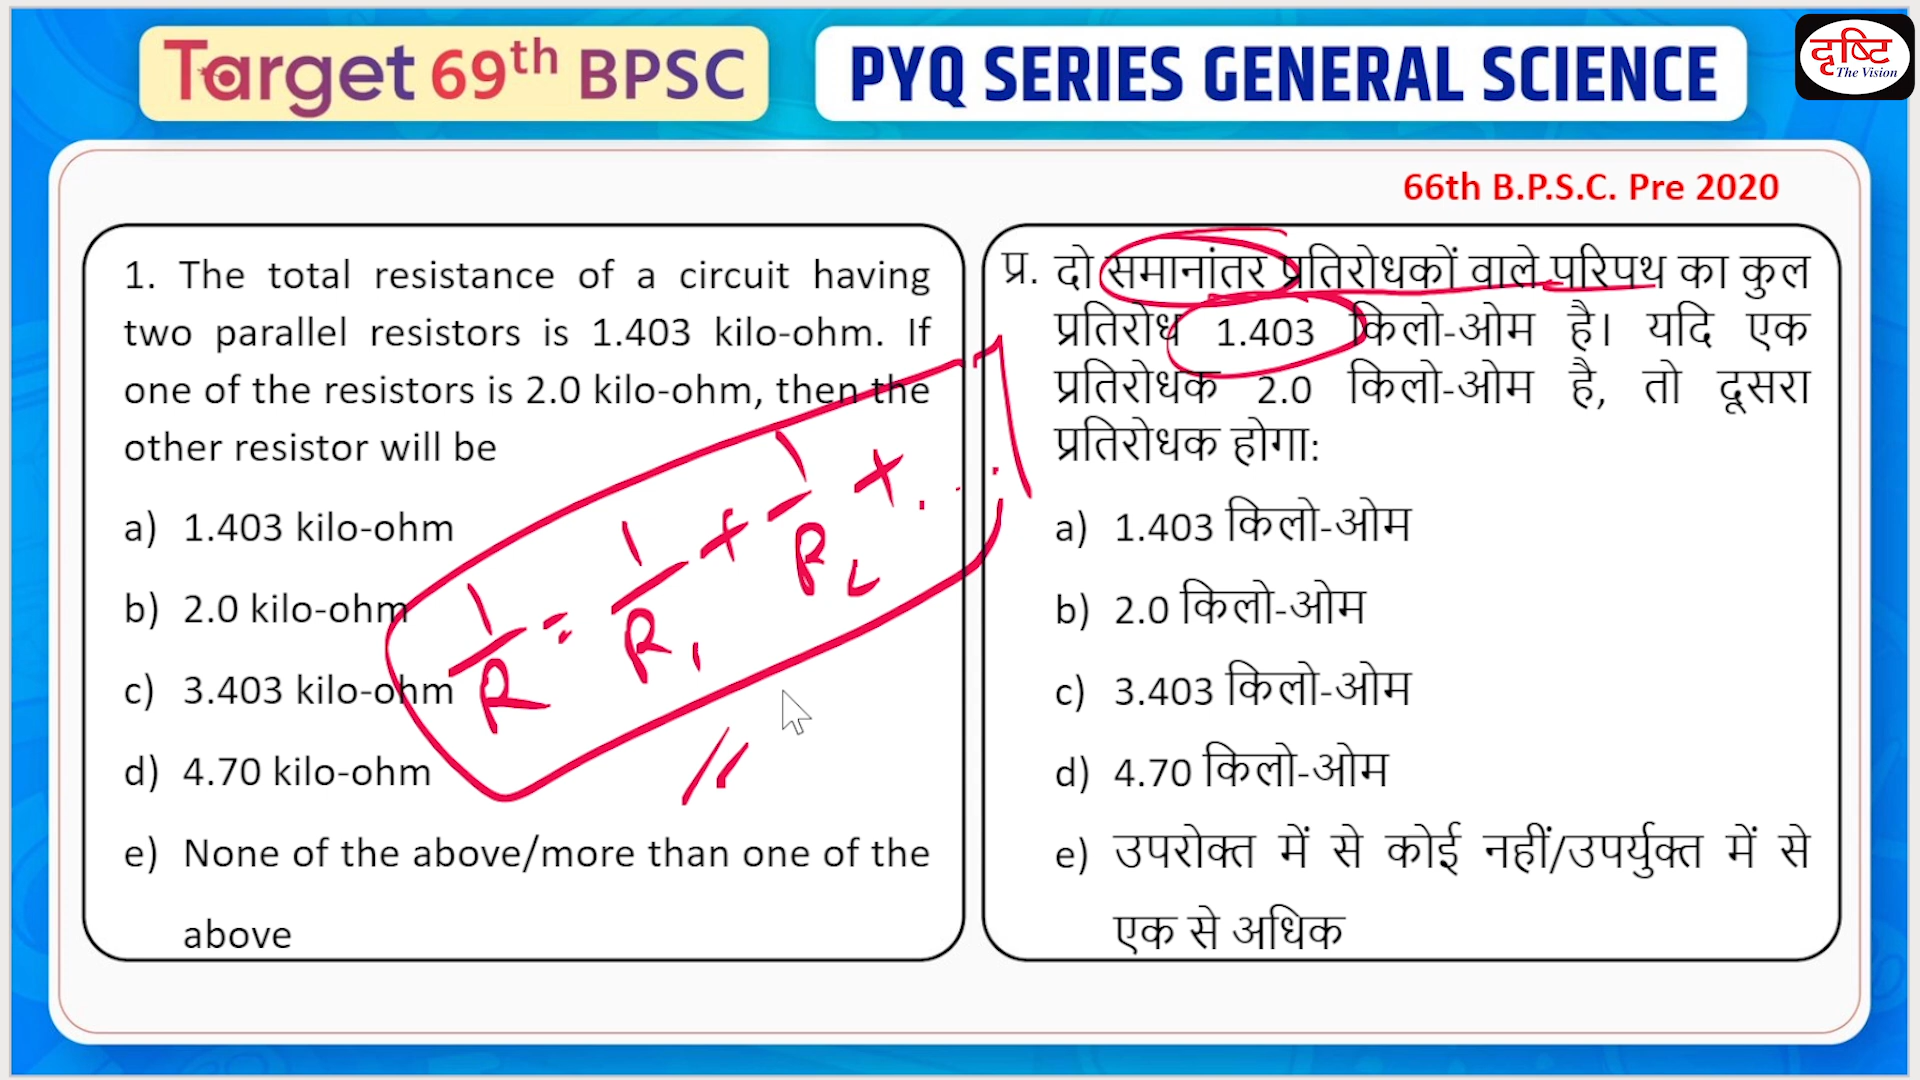 Target 69th BPSC
PYQ SERIES GENERAL SCIENCE
दृष्टि
The Vision
66th B.P.S.C. Pre 2020
1. The total resistance of a circuit having
two parallel resistors is 1.403 kilo-ohm. If
one of the resistors is 2.0 kilo-ohm, then the
other resistor will be
a) 1.403 kilo-ohm
b) 2.0 kilo-ohm
c) 3.403 kilo-ohm
d) 4.70 kilo-ohm
e) None of the above/more than one of the
above
1/R = 1/R1 + 1/R2 + ...
प्र. दो समानांतर प्रतिरोधकों वाले परिपथ का कुल
प्रतिरोध 1.403 किलो-ओम है। यदि एक
प्रतिरोधक 2.0 किलो-ओम है, तो दूसरा
प्रतिरोधक होगा:
a) 1.403 किलो-ओम
b) 2.0 किलो-ओम
c) 3.403 किलो-ओम
d) 4.70 किलो-ओम
e) उपरोक्त में से कोई नहीं/उपर्युक्त में से
एक से अधिक